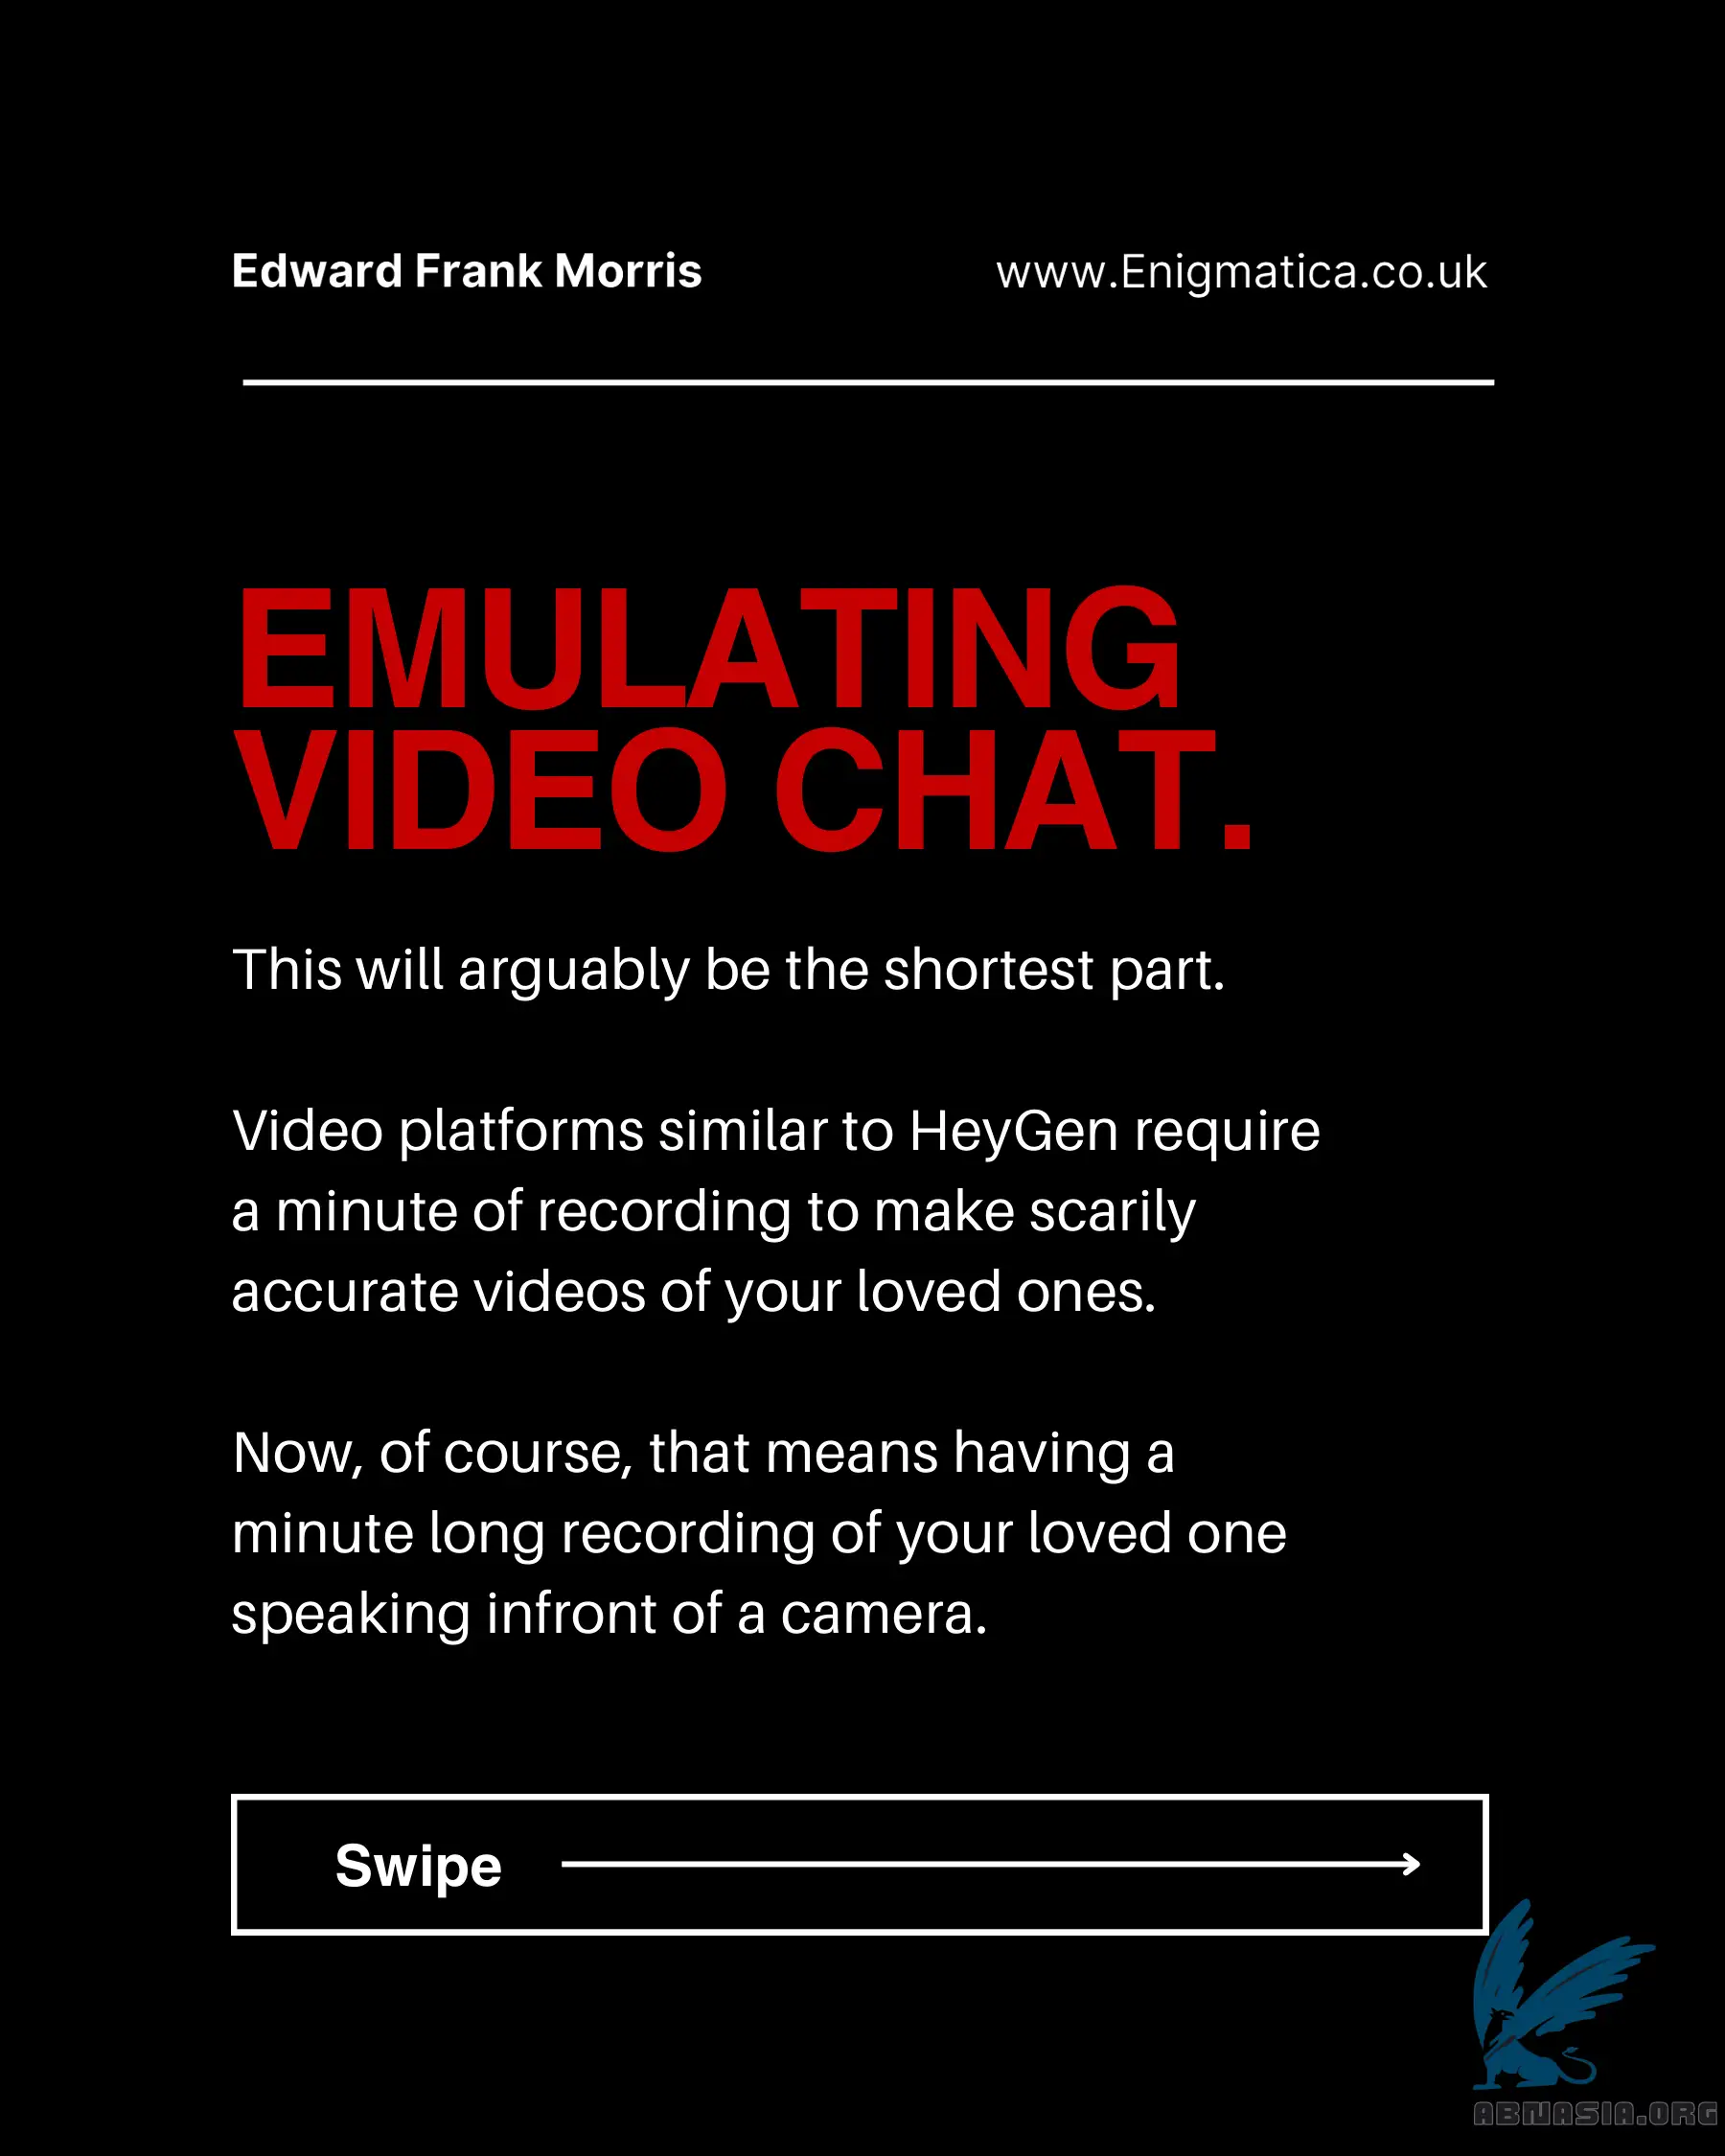 Edward Frank Morris
www.Enigmatica.co.uk
EMULATING
VIDEO CHAT.
This will arguably be the shortest part.
Video platforms similar to HeyGen require
a minute of recording to make scarily
accurate videos of your loved ones.
Now, of course, that means having a
minute long recording of your loved one
speaking infront of a camera.
Swipe
ABNASIA.ORG